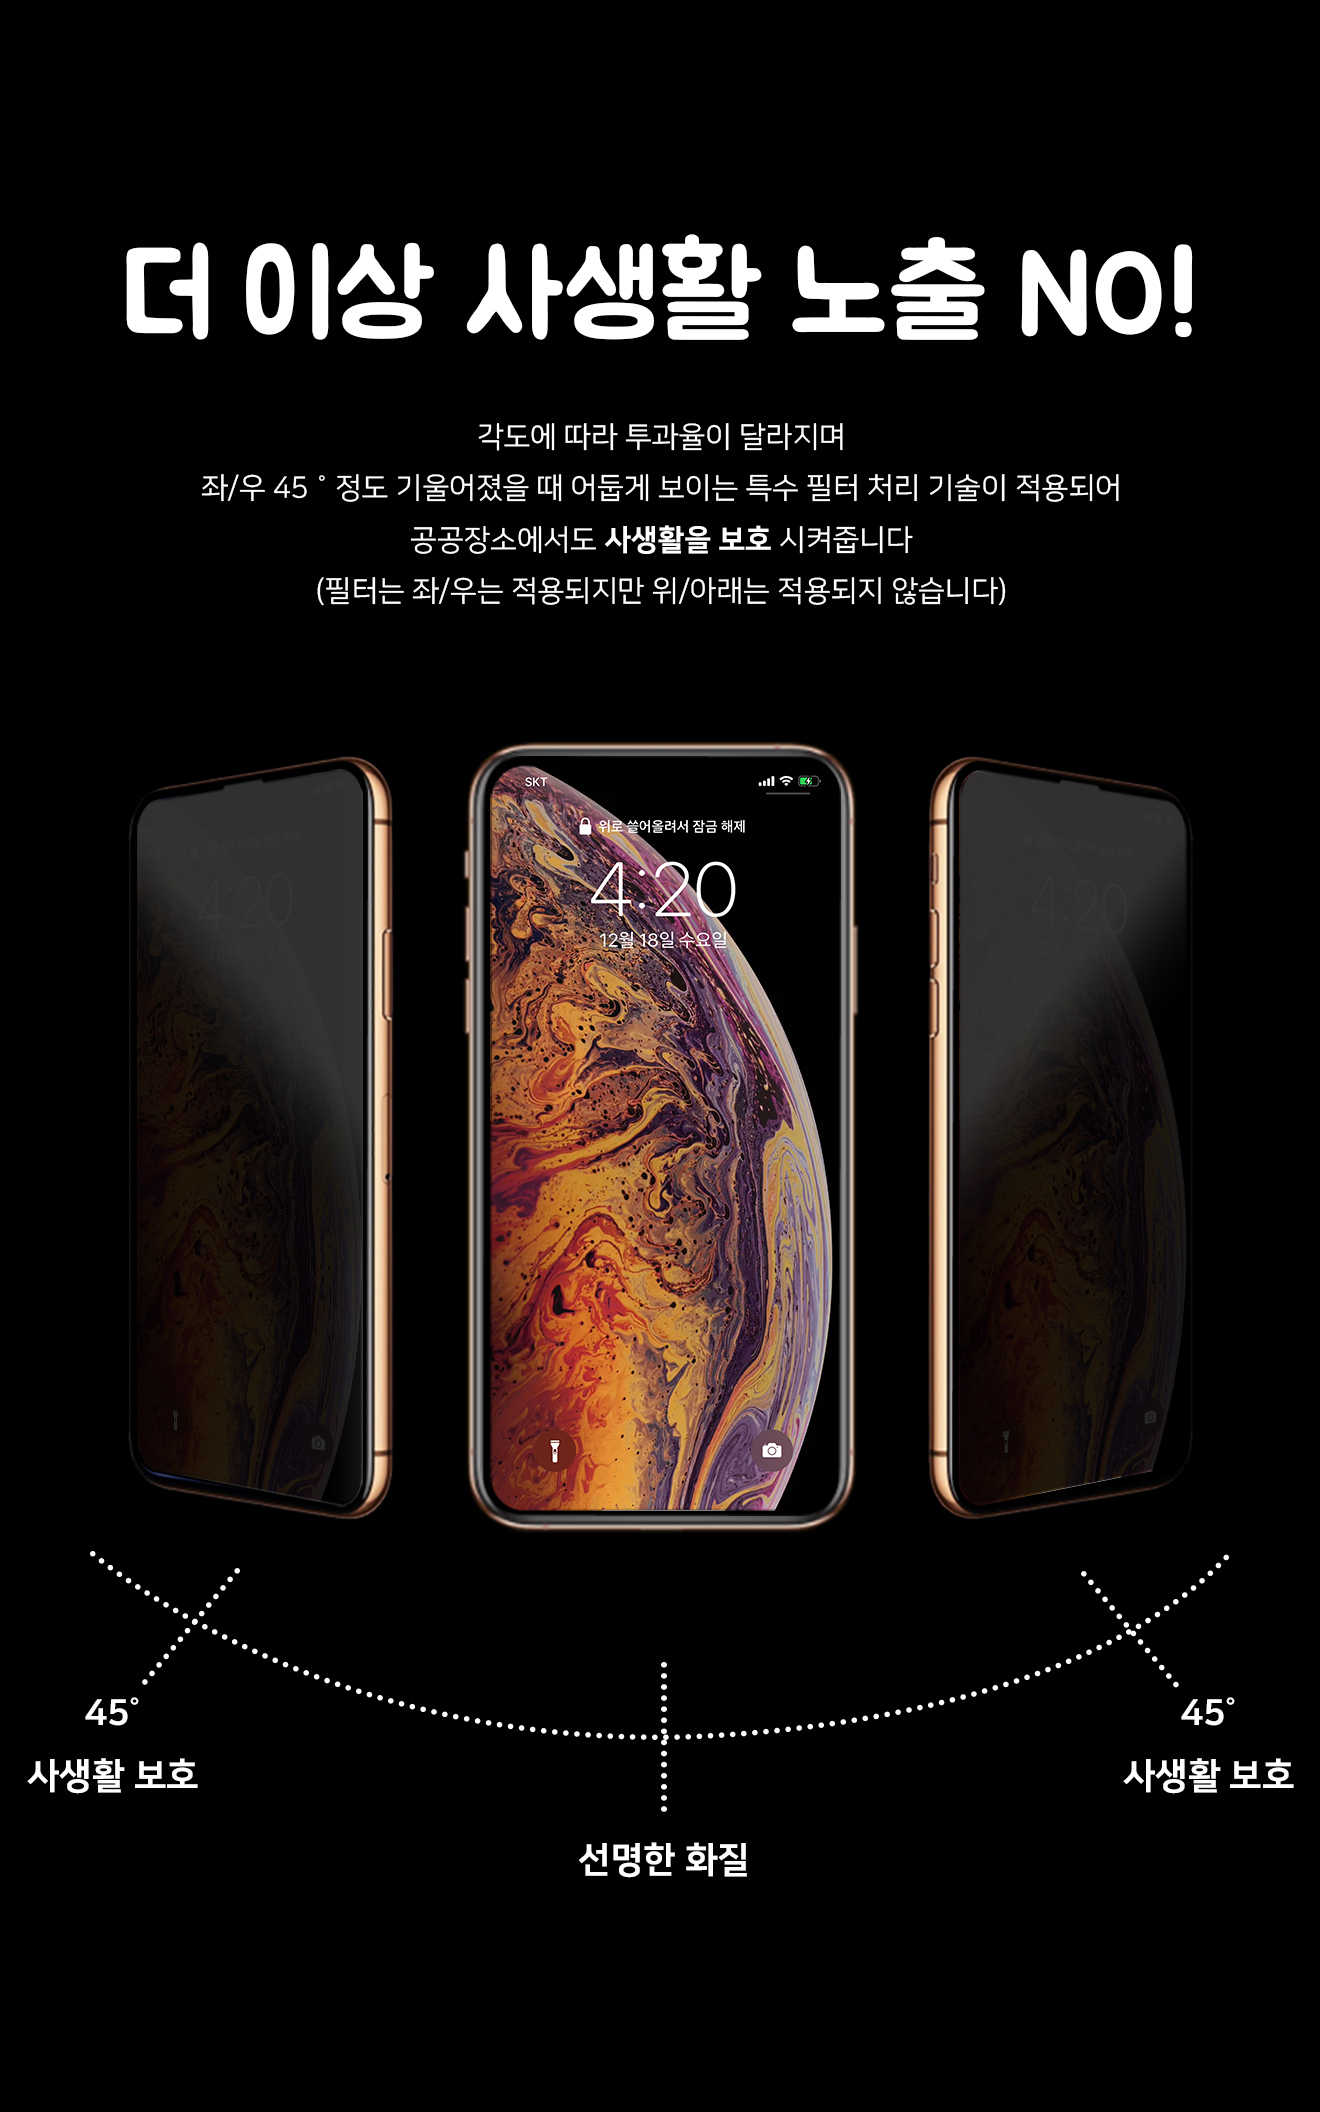 더 이상 사생활 노출 NO!
각도에 따라 투과율이 달라지며
좌/우 45 ˚ 정도 기울어졌을 때 어둡게 보이는 특수 필터 처리 기술이 적용되어
공공장소에서도 사생활을 보호 시켜줍니다
(필터는 좌/우는 적용되지만 위/아래는 적용되지 않습니다)
SKT
위로 쓸어올려서 잠금 해제
4:20
12월 18일 수요일
4:20
4:20
45˚
사생활 보호
45˚
사생활 보호
선명한 화질